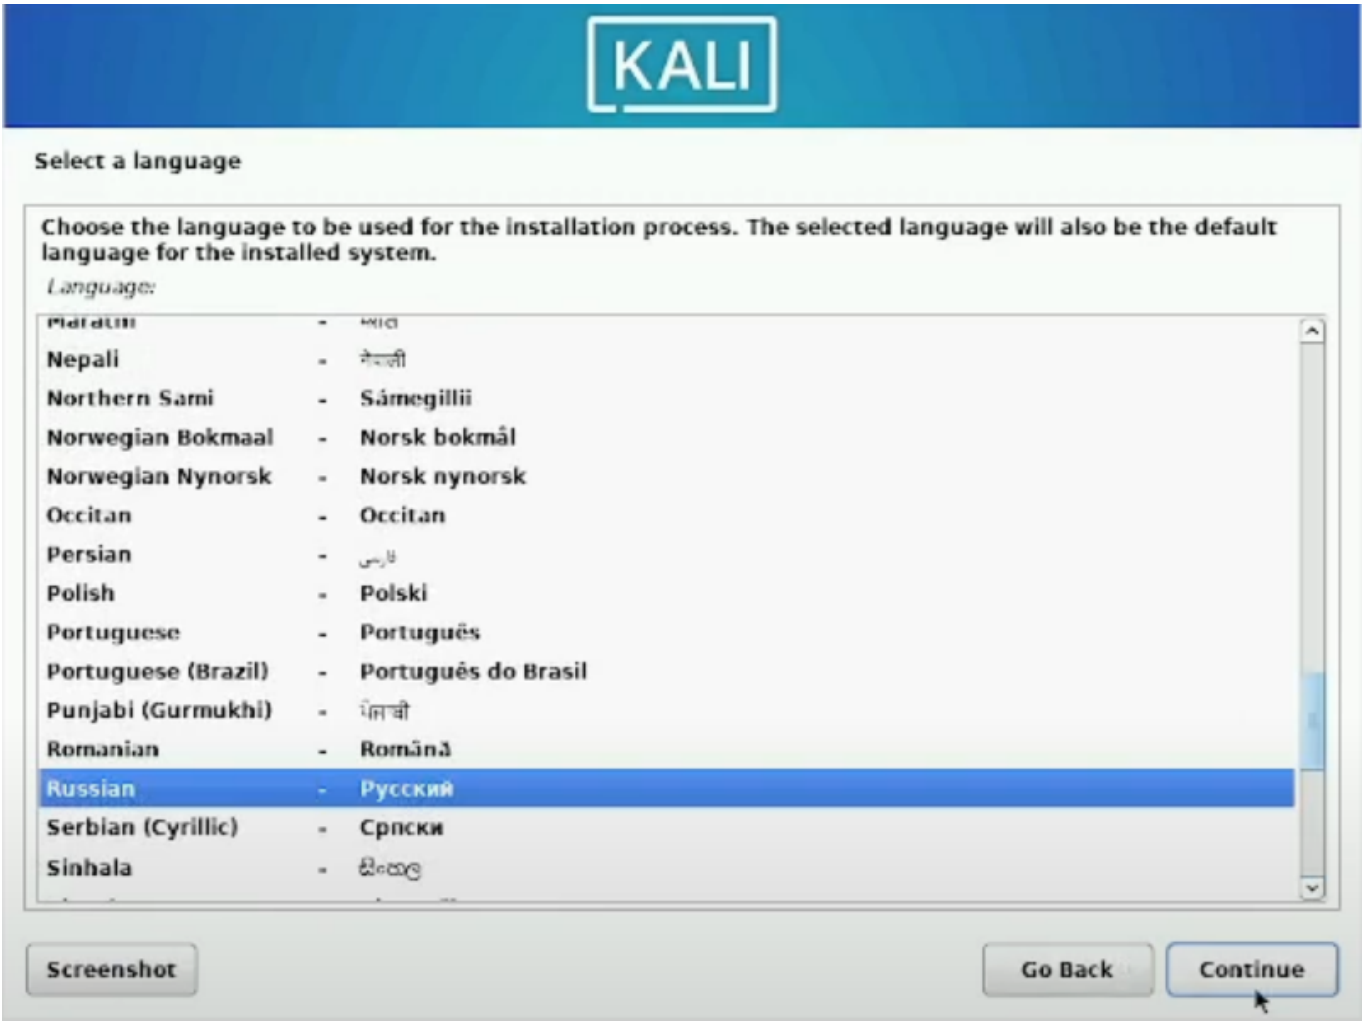 KALI
Select a language
Choose the language to be used for the installation process. The selected language will also be the default
language for the installed system.
Language:
Marathi - मराठी
Nepali - नेपाली
Northern Sami - Sámegillii
Norwegian Bokmaal - Norsk bokmål
Norwegian Nynorsk - Norsk nynorsk
Occitan - Occitan
Persian - فارسی
Polish - Polski
Portuguese - Português
Portuguese (Brazil) - Português do Brasil
Punjabi (Gurmukhi) - ਪੰਜਾਬੀ
Romanian - Română
Russian - Русский
Serbian (Cyrillic) - Српски
Sinhala - සිංහල
Screenshot
Go Back
Continue